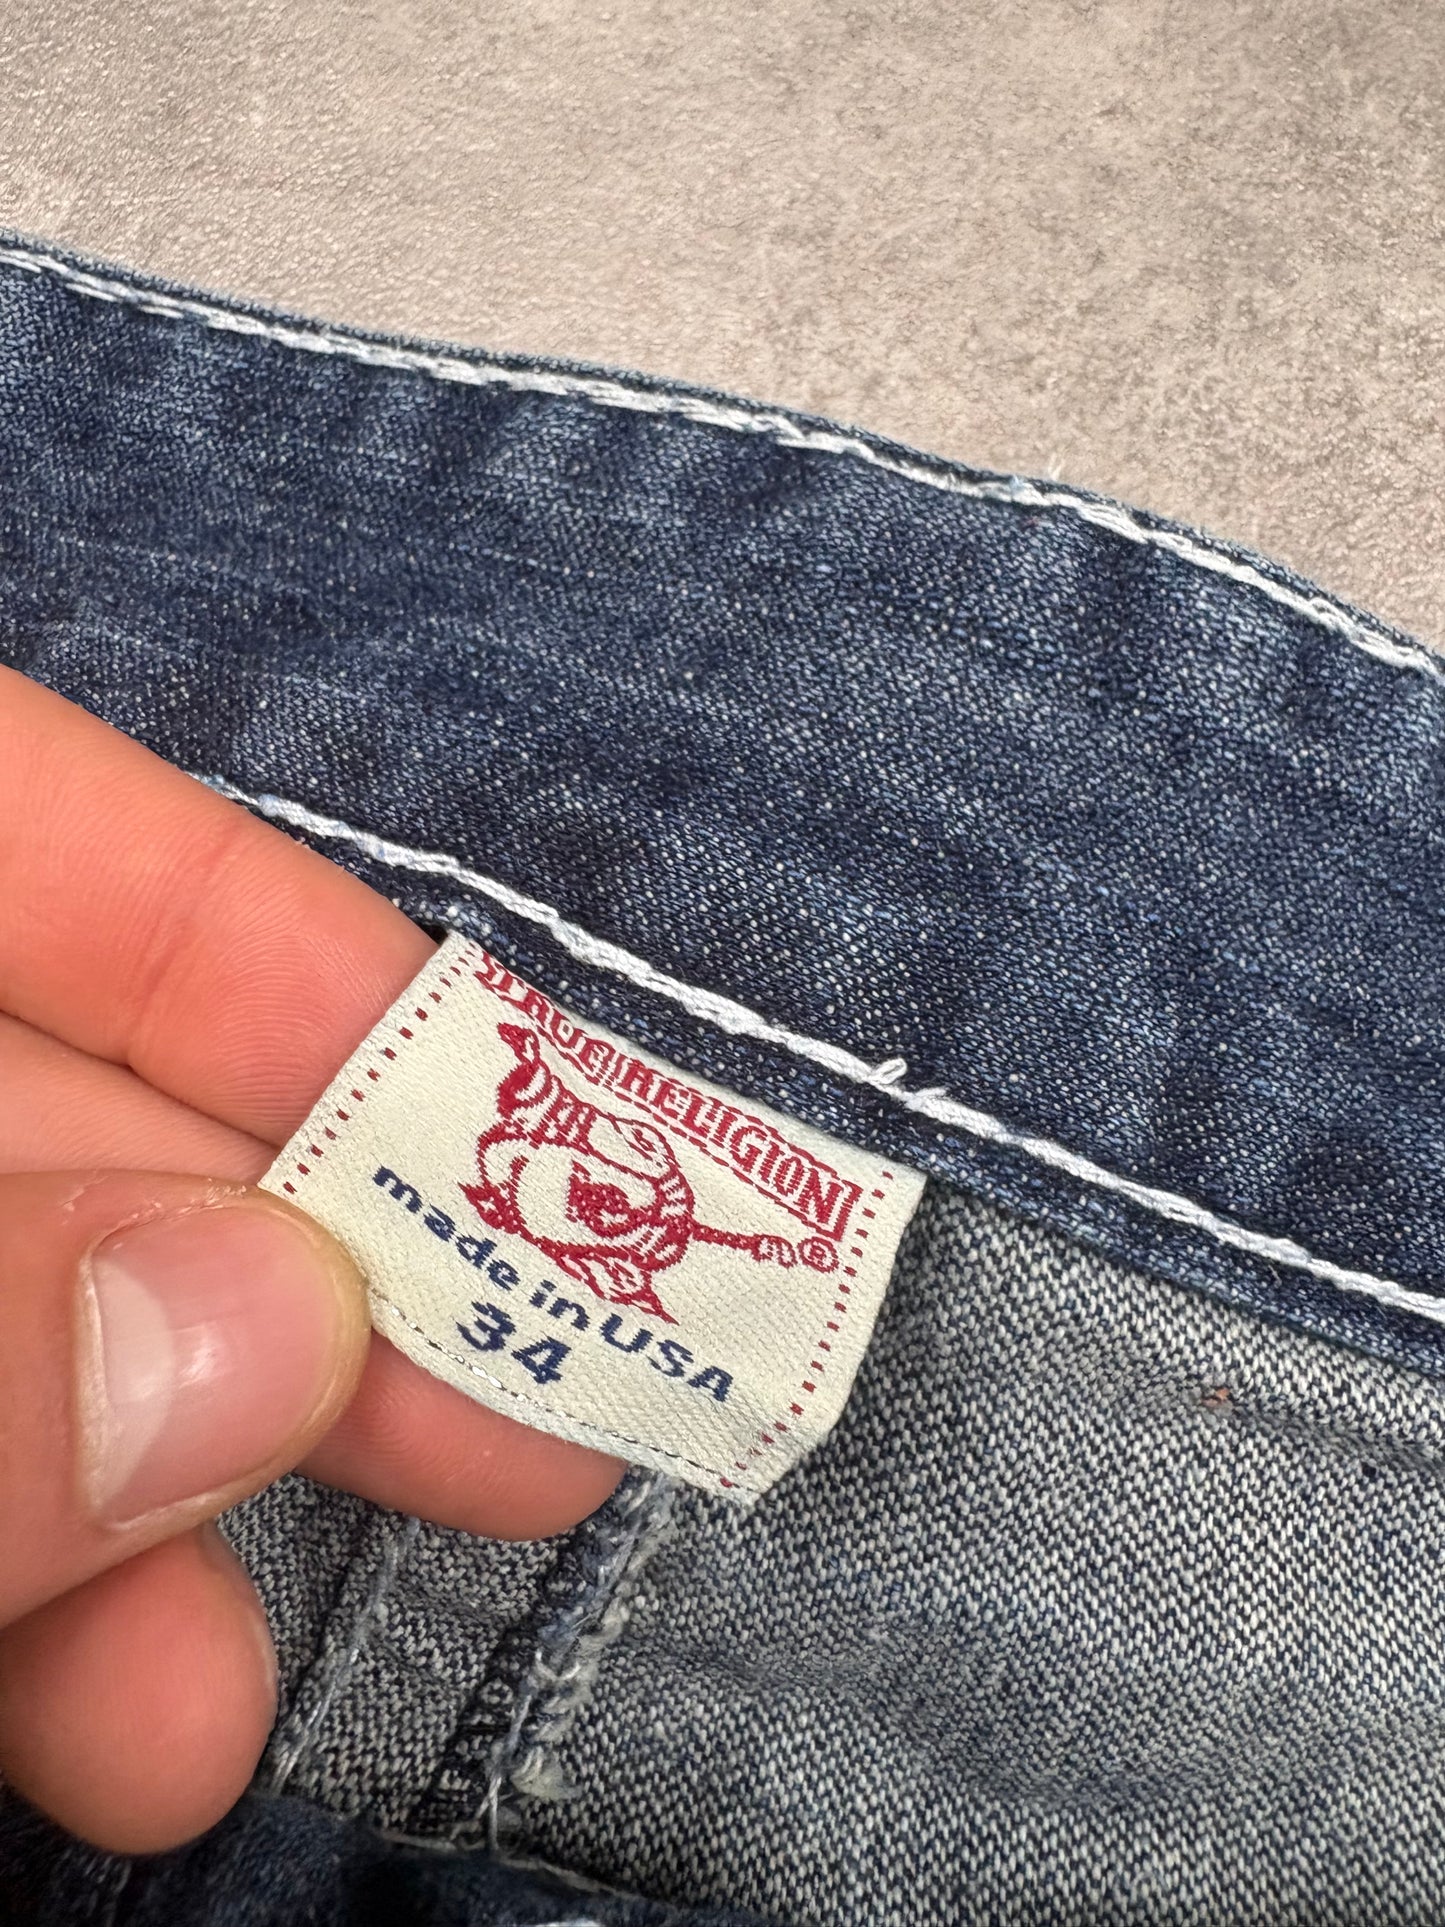 TRUE RELIGION
®
made in USA
34